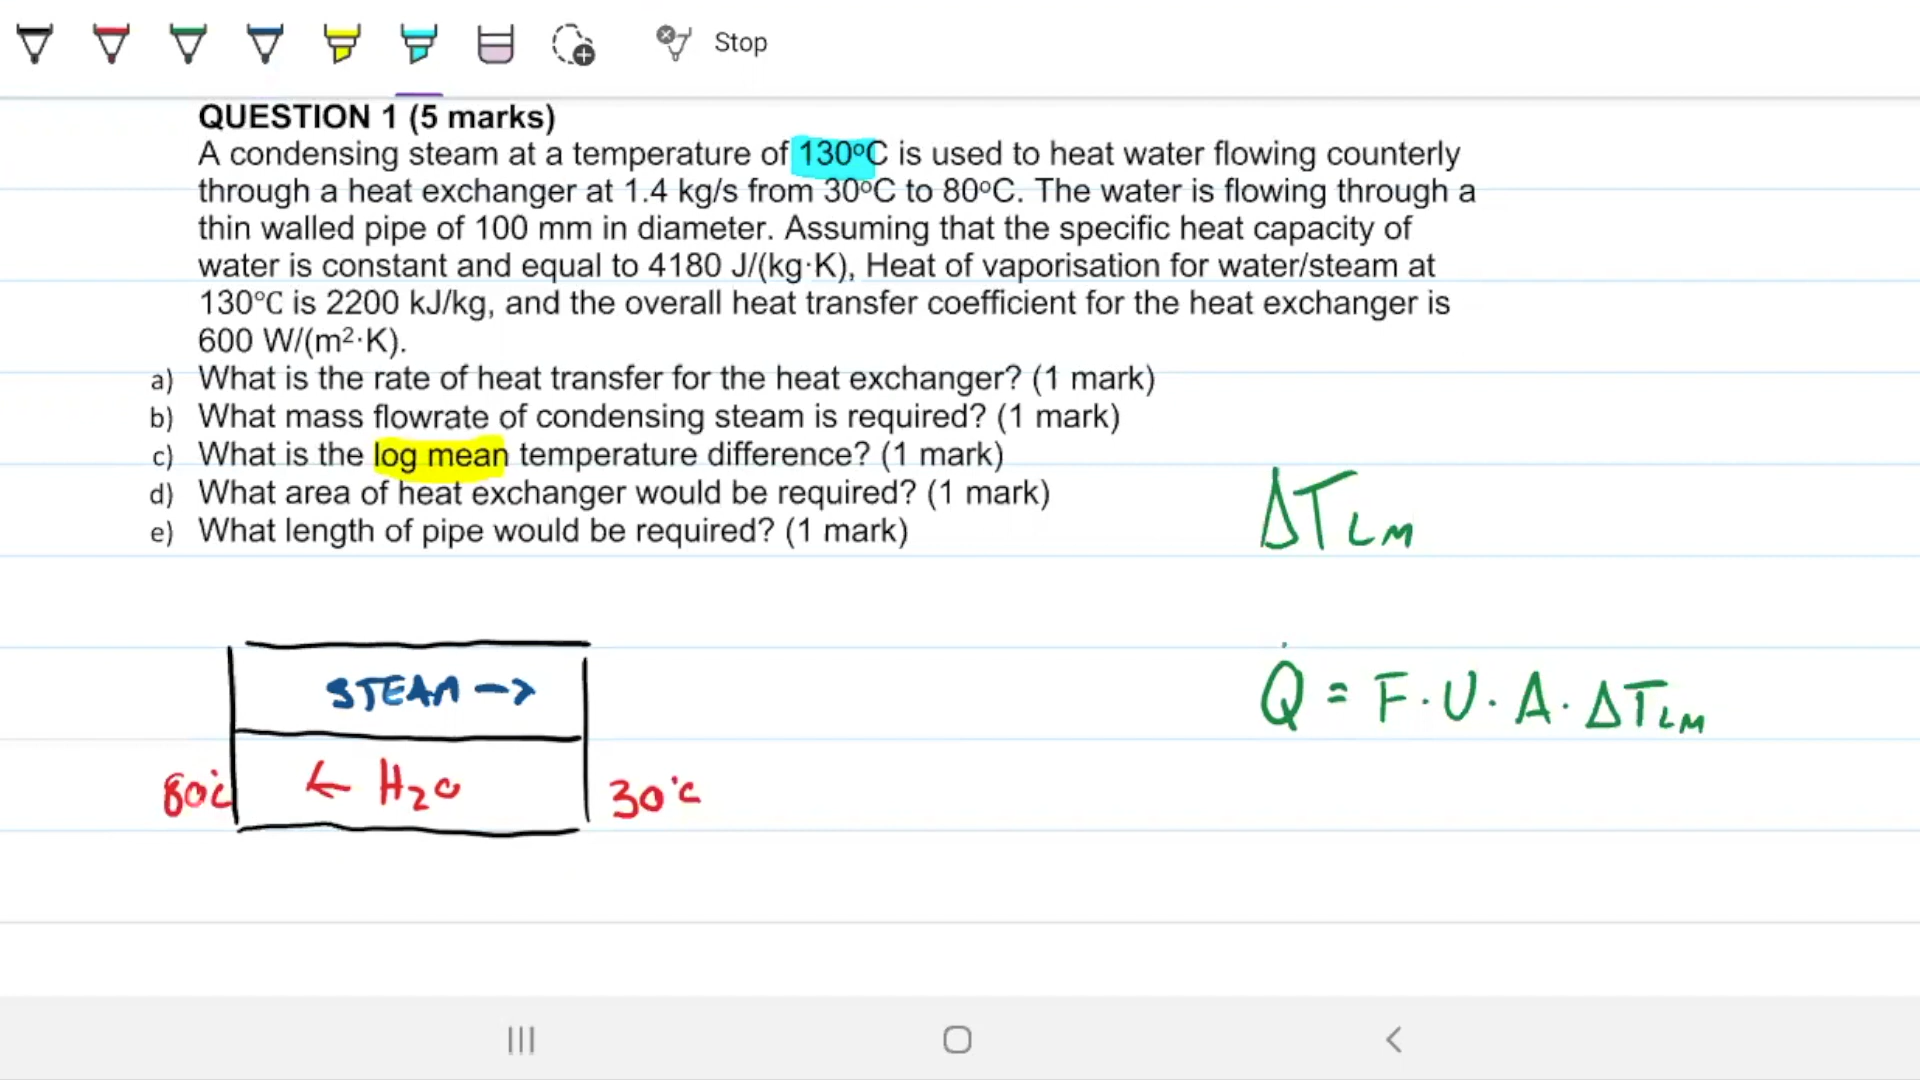 Stop
QUESTION 1 (5 marks)
A condensing steam at a temperature of 130ºC is used to heat water flowing counterly
through a heat exchanger at 1.4 kg/s from 30ºC to 80ºC. The water is flowing through a
thin walled pipe of 100 mm in diameter. Assuming that the specific heat capacity of
water is constant and equal to 4180 J/(kg·K), Heat of vaporisation for water/steam at
130°C is 2200 kJ/kg, and the overall heat transfer coefficient for the heat exchanger is
600 W/(m²·K).
a) What is the rate of heat transfer for the heat exchanger? (1 mark)
b) What mass flowrate of condensing steam is required? (1 mark)
c) What is the log mean temperature difference? (1 mark)
d) What area of heat exchanger would be required? (1 mark)
e) What length of pipe would be required? (1 mark)
ΔT LM
STEAM →
Q̇ = F · U · A · ΔT LM
80°C ← H2O 30°C